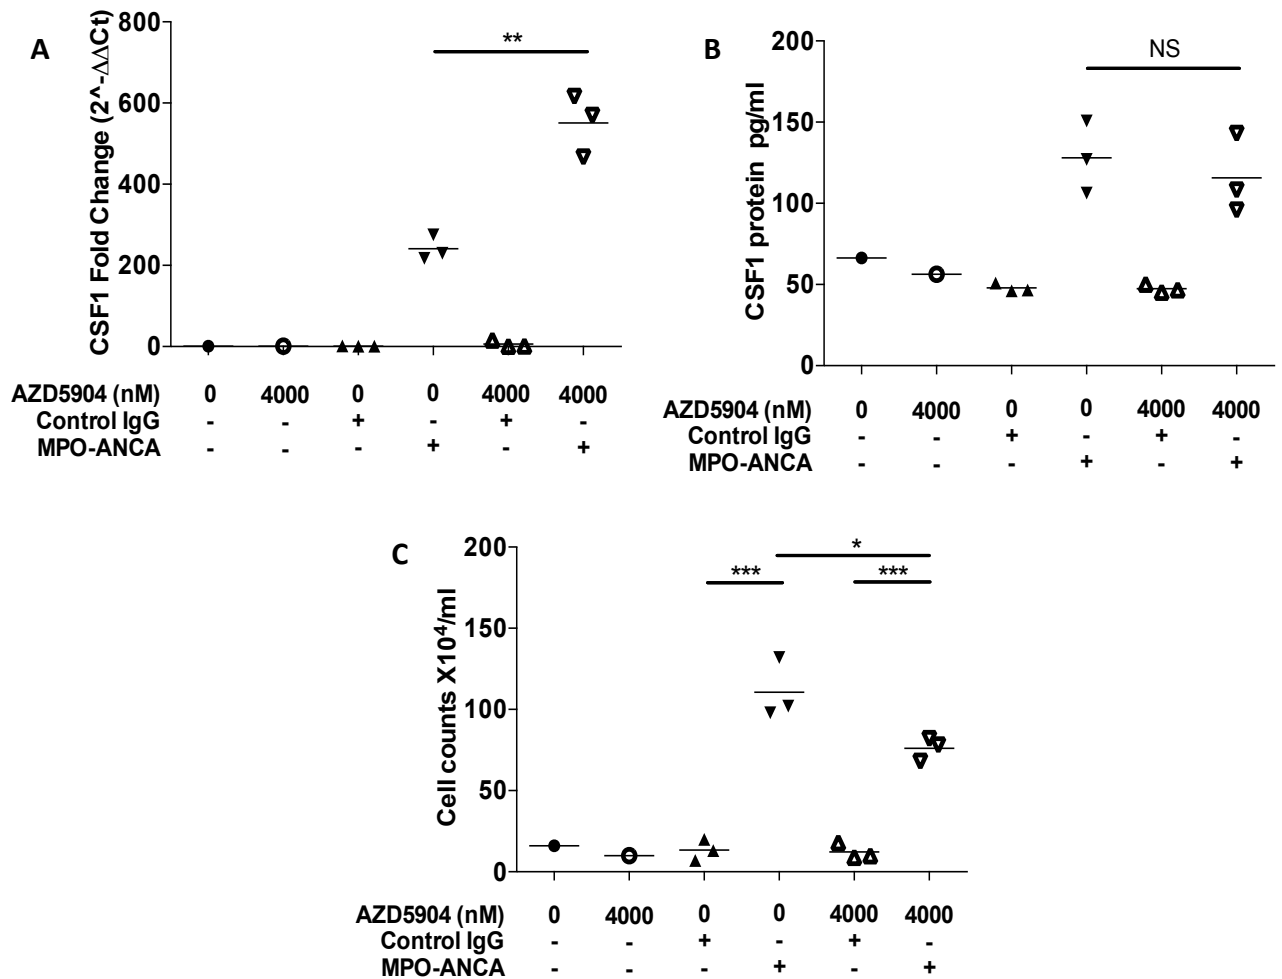 A
CSF1 Fold Change (2^-ΔΔCt)
800
600
400
200
0
**
AZD5904 (nM) 0 4000 0 0 4000 4000
Control IgG - - + - + -
MPO-ANCA - - - + - +
B
CSF1 protein pg/ml
200
150
100
50
0
NS
AZD5904 (nM) 0 4000 0 0 4000 4000
Control IgG - - + - + -
MPO-ANCA - - - + - +
C
Cell counts X10⁴/ml
200
150
100
50
0
*
*** ***
AZD5904 (nM) 0 4000 0 0 4000 4000
Control IgG - - + - + -
MPO-ANCA - - - + - +